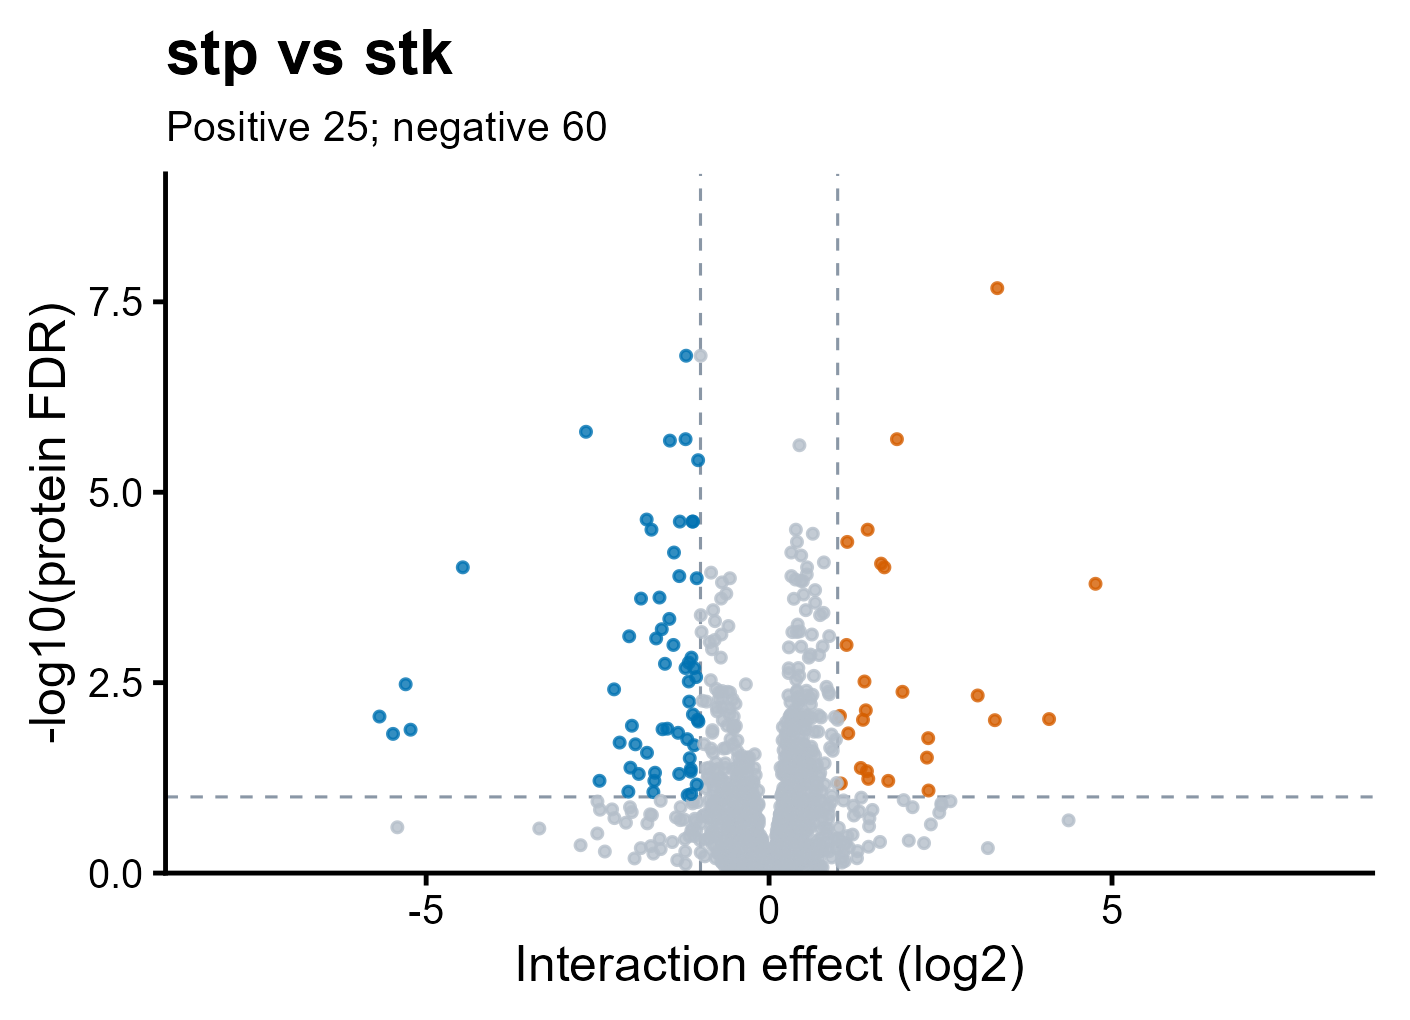 stp vs stk
Positive 25; negative 60
-log10(protein FDR)
7.5
5.0
2.5
0.0
-5
0
5
Interaction effect (log2)